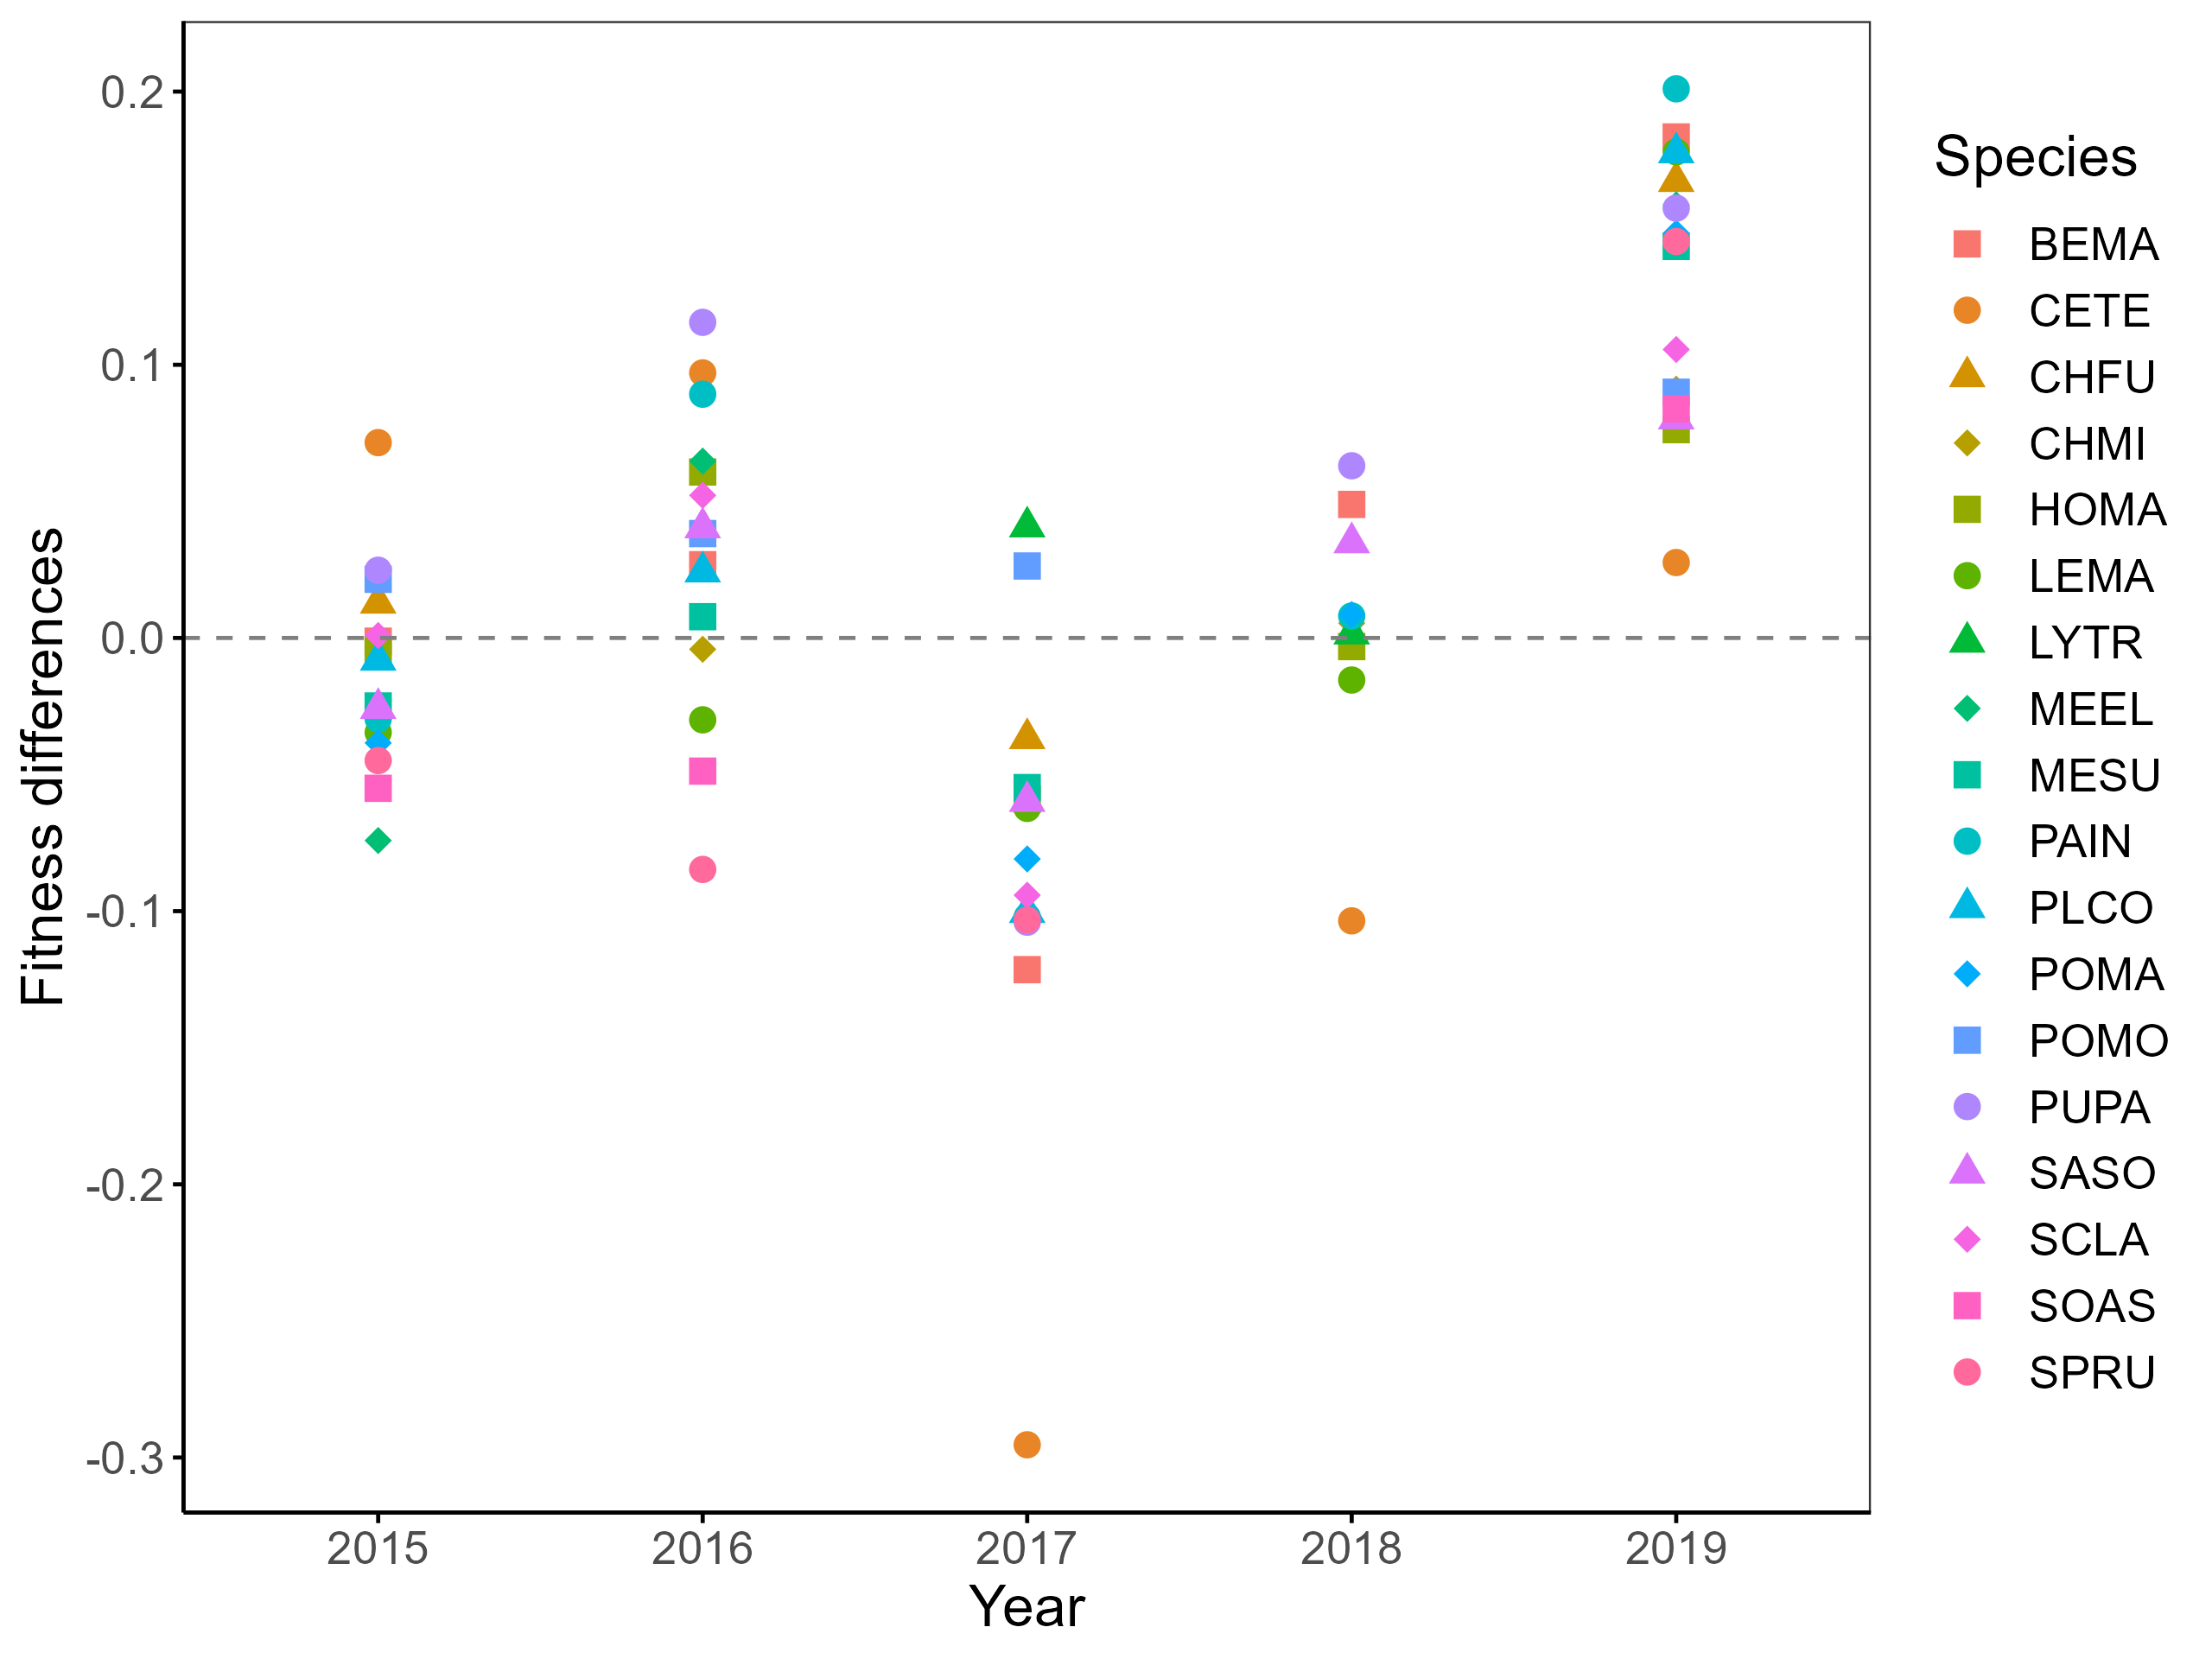 0.2
0.1
0.0
-0.1
-0.2
-0.3
Fitness differences
2015
2016
2017
2018
2019
Year
Species
BEMA
CETE
CHFU
CHMI
HOMA
LEMA
LYTR
MEEL
MESU
PAIN
PLCO
POMA
POMO
PUPA
SASO
SCLA
SOAS
SPRU